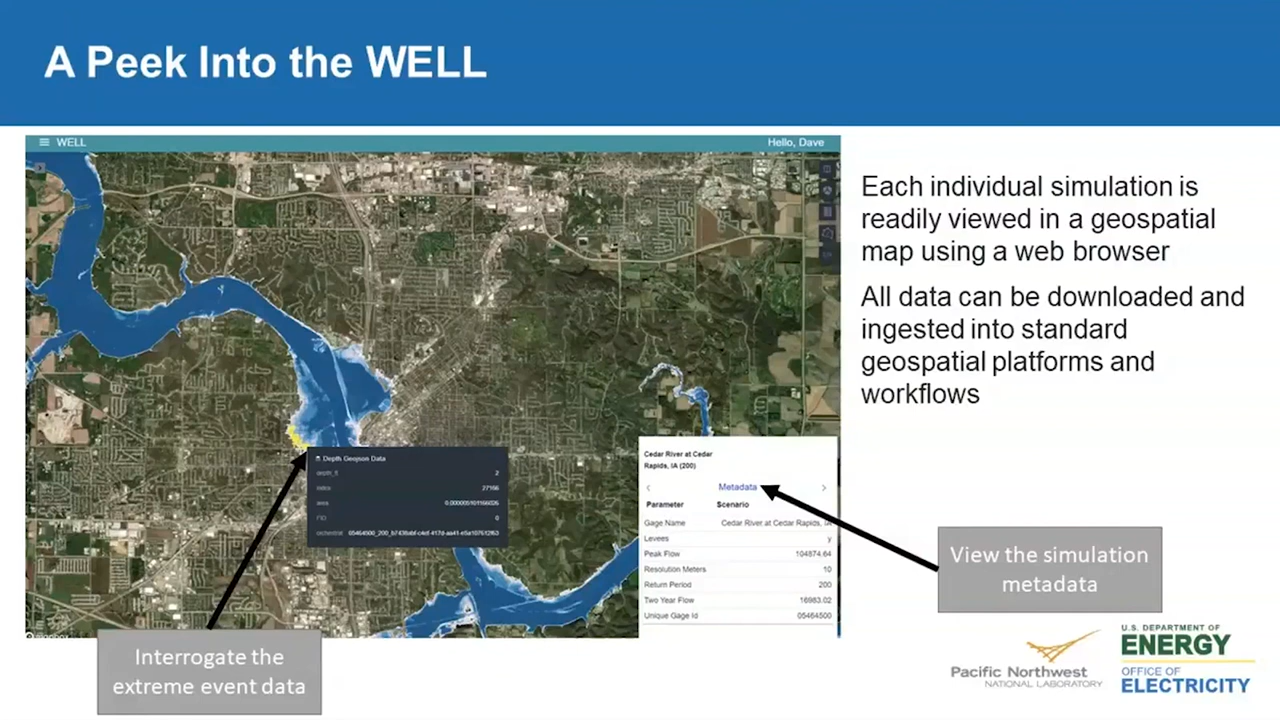 A Peek Into the WELL
WELL
Hello, Dave
Each individual simulation is
readily viewed in a geospatial
map using a web browser
All data can be downloaded and
ingested into standard
geospatial platforms and
workflows
Depth Geojson Data
depth_ft 2
index 27166
area
FID 0
Cedar River at Cedar
Rapids, IA (200)
Metadata
Parameter Scenario
Gage Name Cedar River at Cedar Rapids, IA
Levees y
Peak Flow 104874.64
Resolution Meters 10
Return Period 200
Two Year Flow 16983.02
Unique Gage Id 05464500
View the simulation
metadata
Interrogate the
extreme event data
mapbox
Pacific Northwest
NATIONAL LABORATORY
U.S. DEPARTMENT OF
ENERGY
OFFICE OF
ELECTRICITY